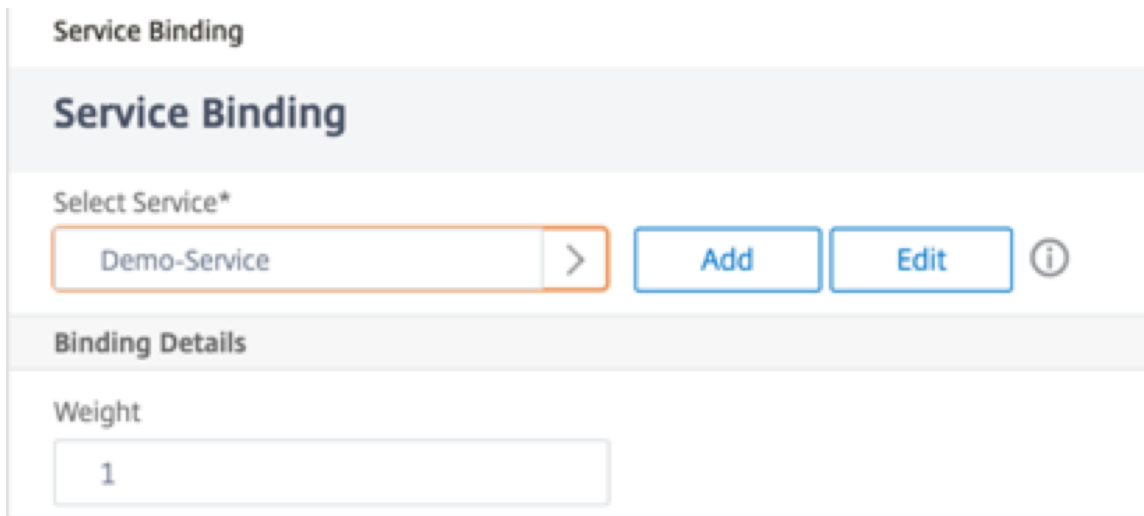 Service Binding
Service Binding
Select Service*
Demo-Service Add Edit
Binding Details
Weight
1